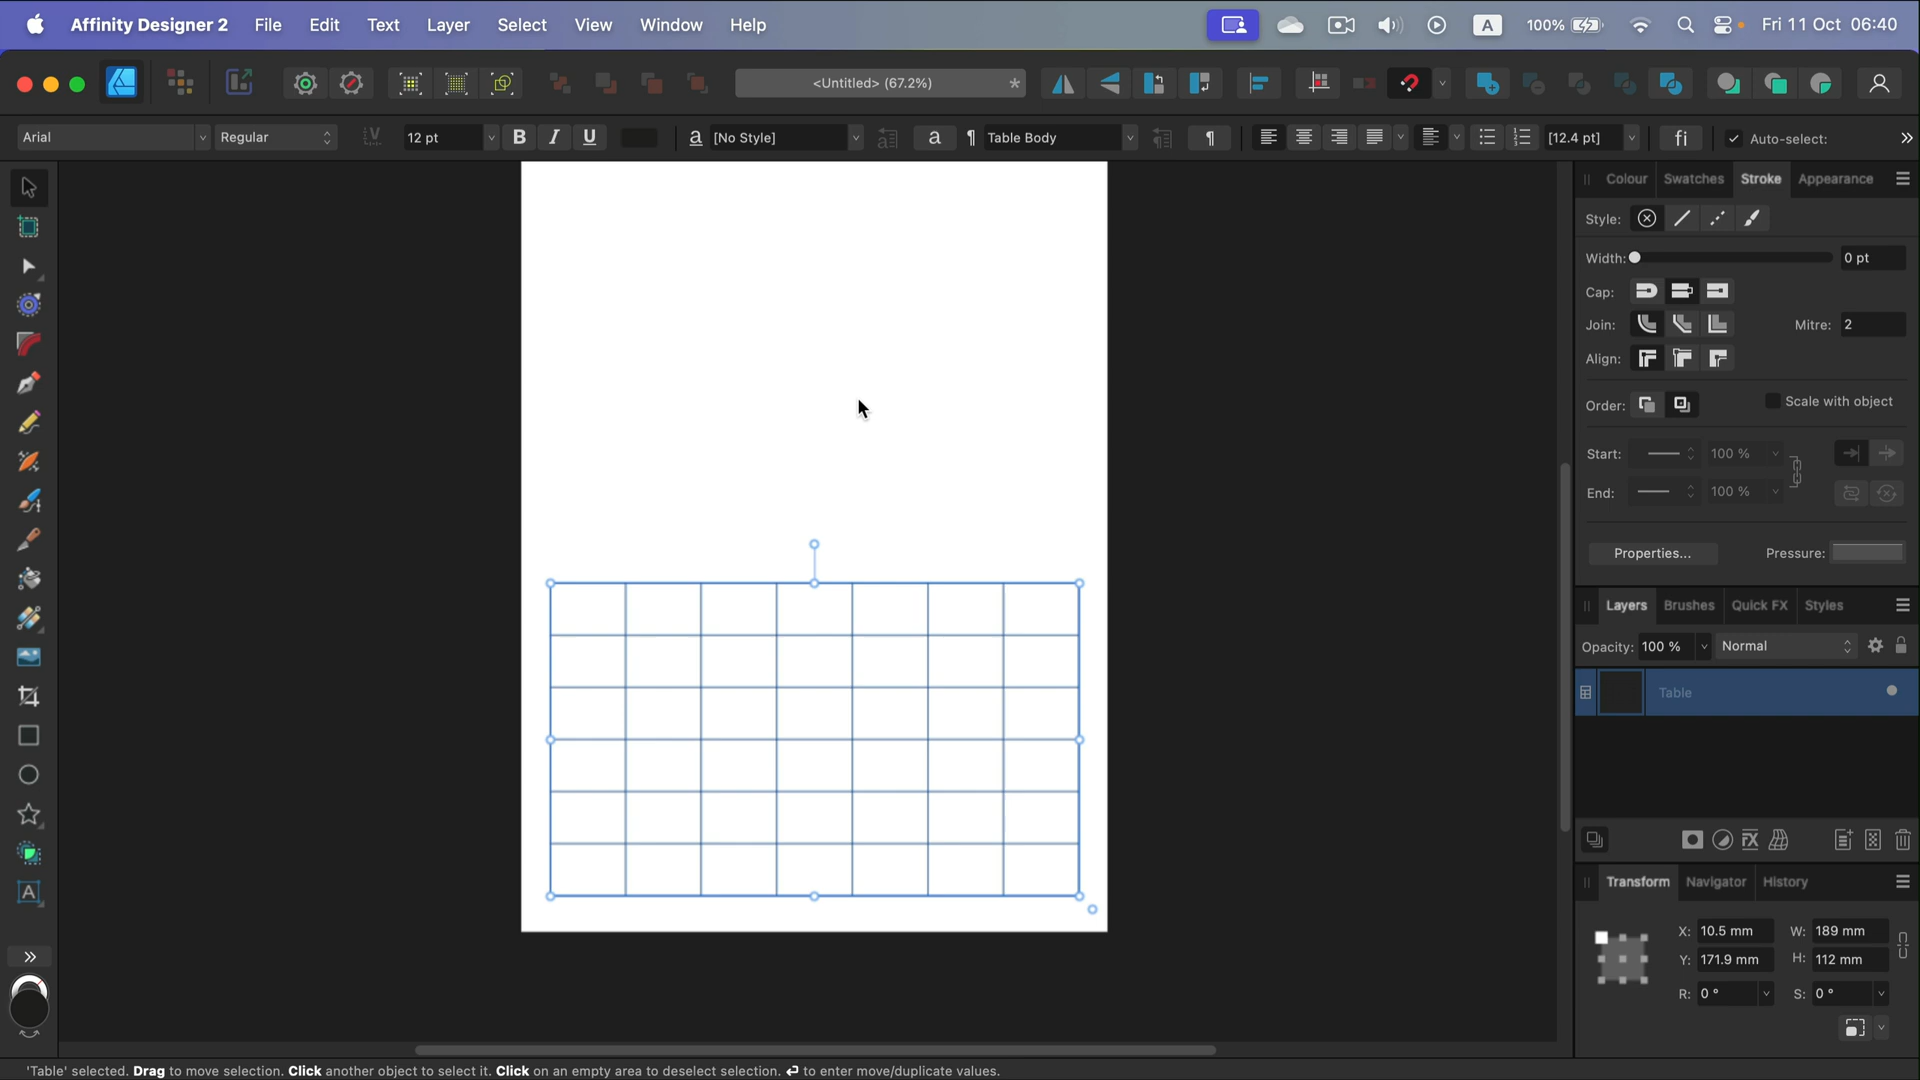 Affinity Designer 2 File Edit Text Layer Select View Window Help A 100% Fri 11 Oct 06:40
<Untitled> (67.2%) *
Arial Regular 12 pt B I U a [No Style] a ¶ Table Body ¶ [12.4 pt] fi Auto-select:
Colour Swatches Stroke Appearance
Style:
Width: 0 pt
Cap:
Join: Mitre: 2
Align:
Order: Scale with object
Start: 100 %
End: 100 %
Properties... Pressure:
Layers Brushes Quick FX Styles
Opacity: 100 % Normal
Table
FX
Transform Navigator History
X: 10.5 mm W: 189 mm
Y: 171.9 mm H: 112 mm
R: 0 ° S: 0 °
A
'Table' selected. Drag to move selection. Click another object to select it. Click on an empty area to deselect selection. ↵ to enter move/duplicate values.